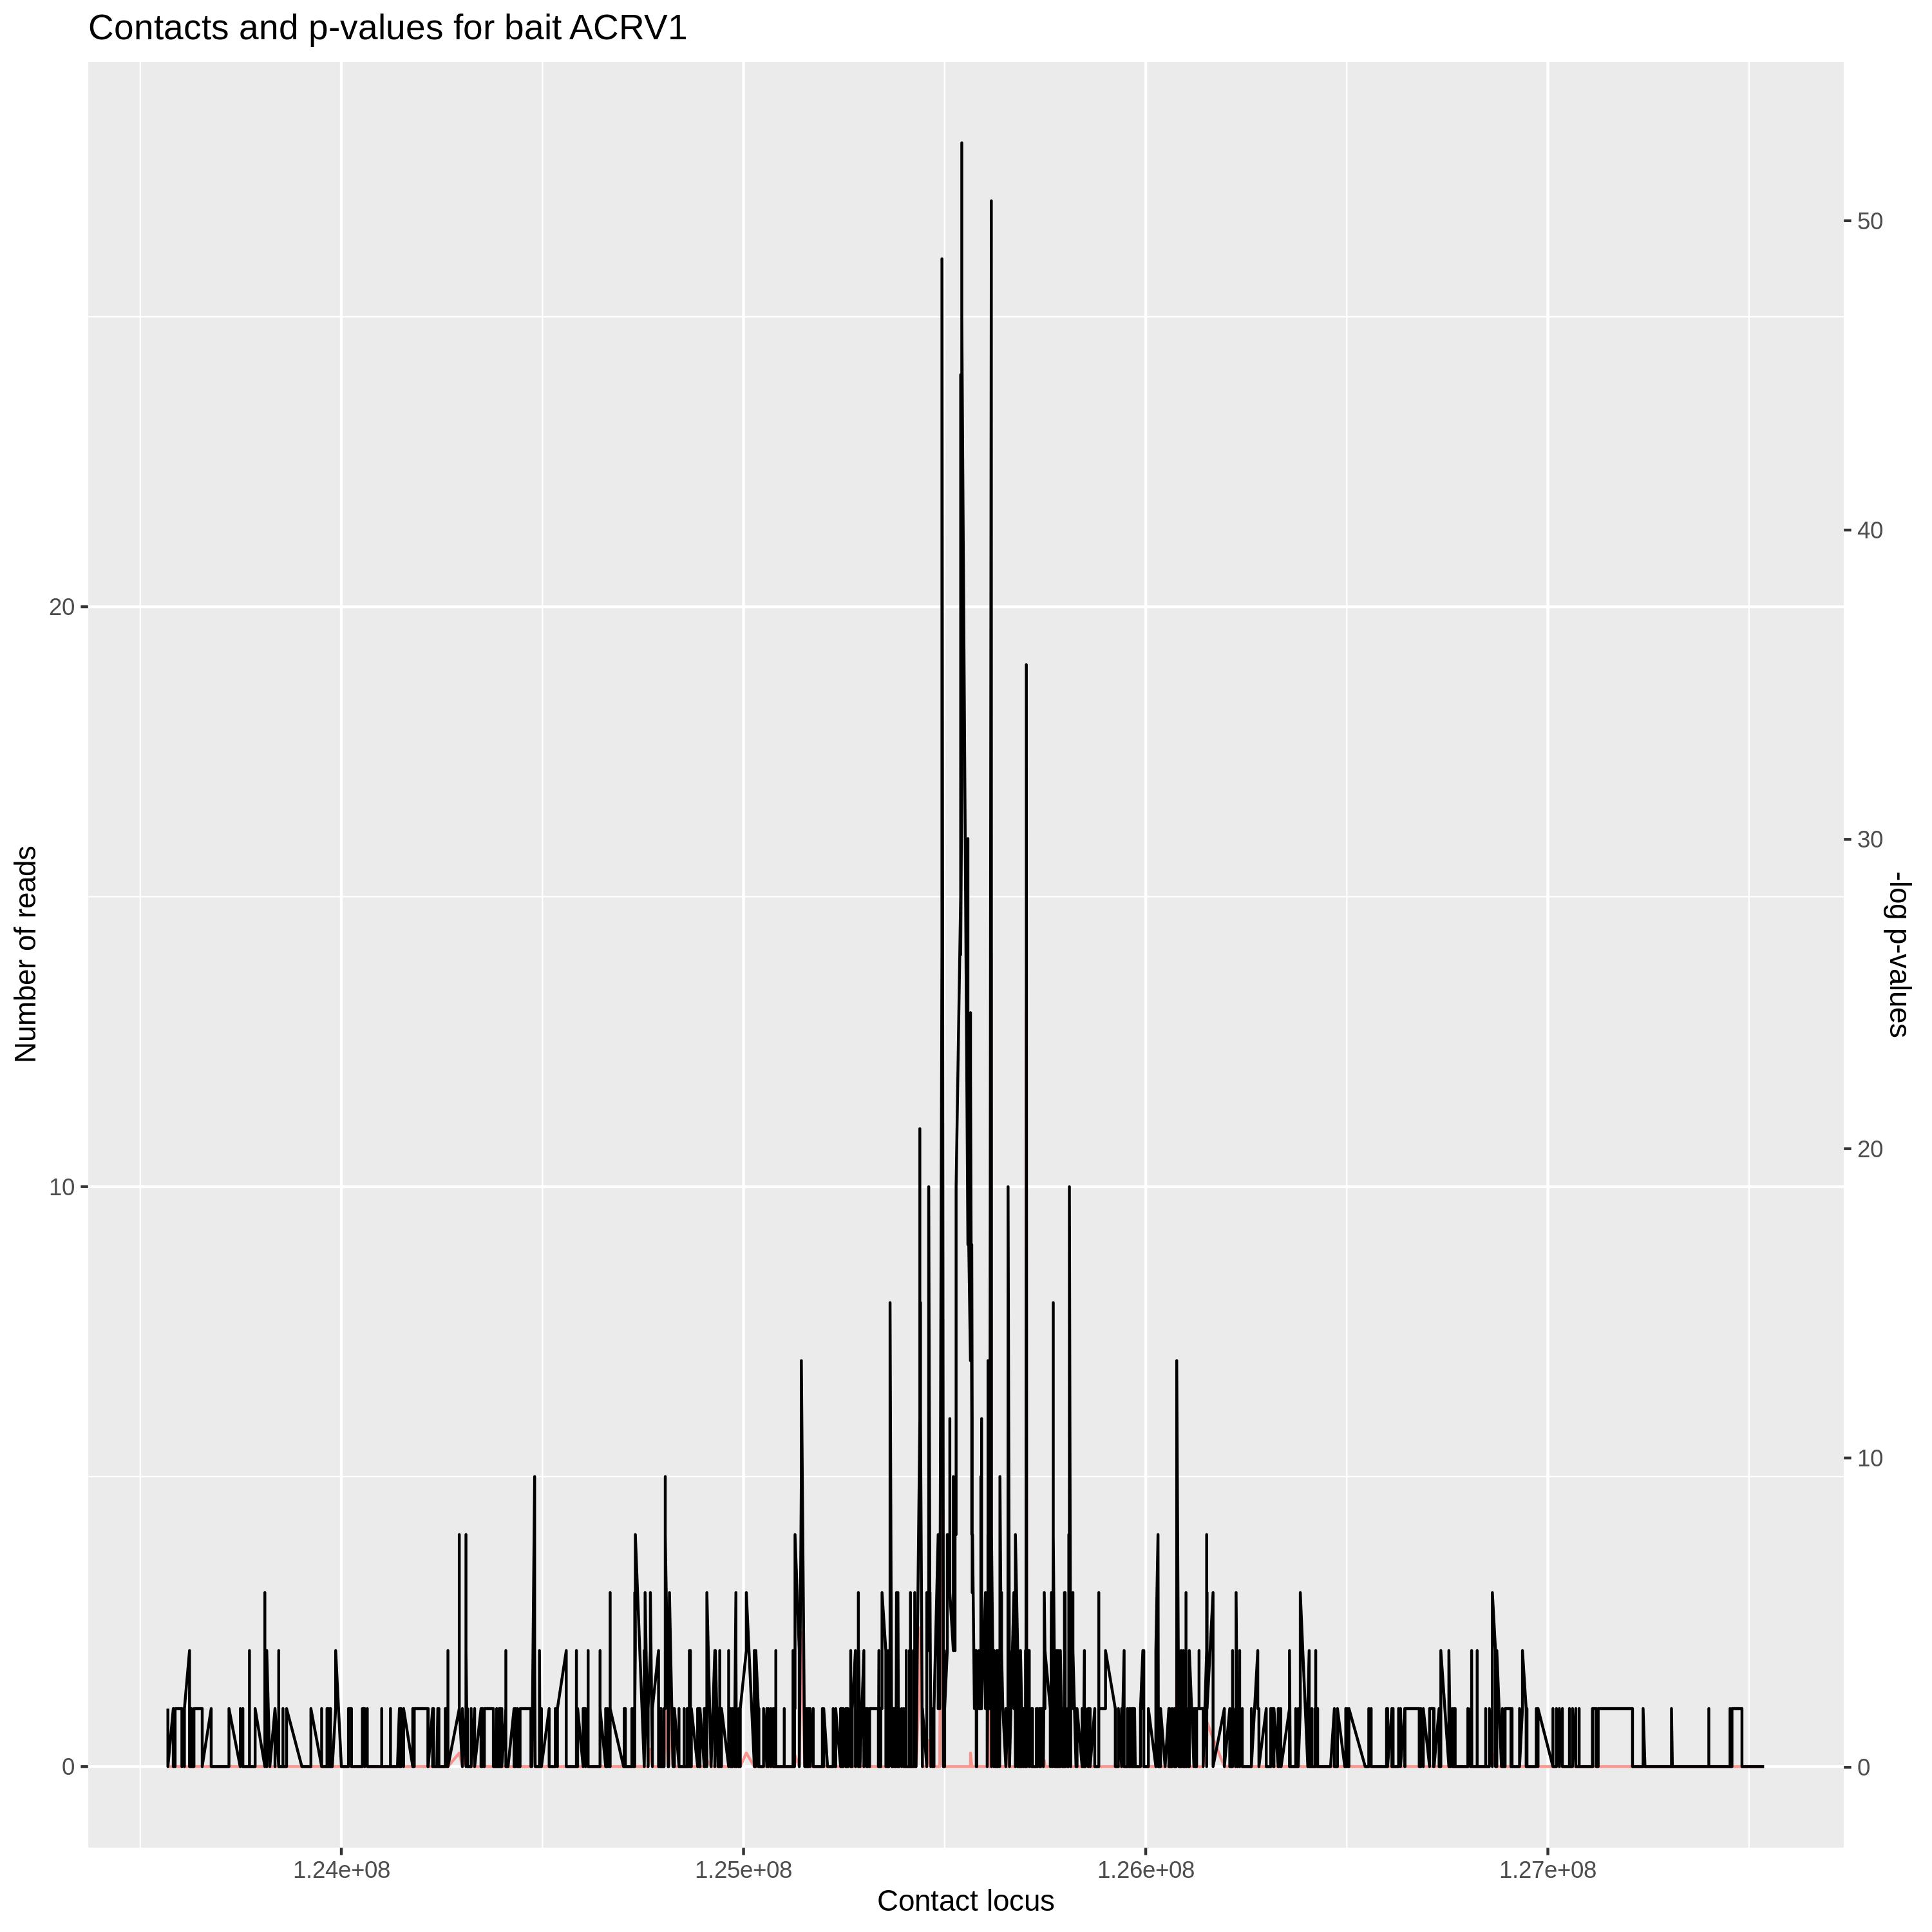 Contacts and p-values for bait ACRV1
Number of reads
20
10
0
50
40
30
20
10
0
-log p-values
1.24e+08
1.25e+08
1.26e+08
1.27e+08
Contact locus